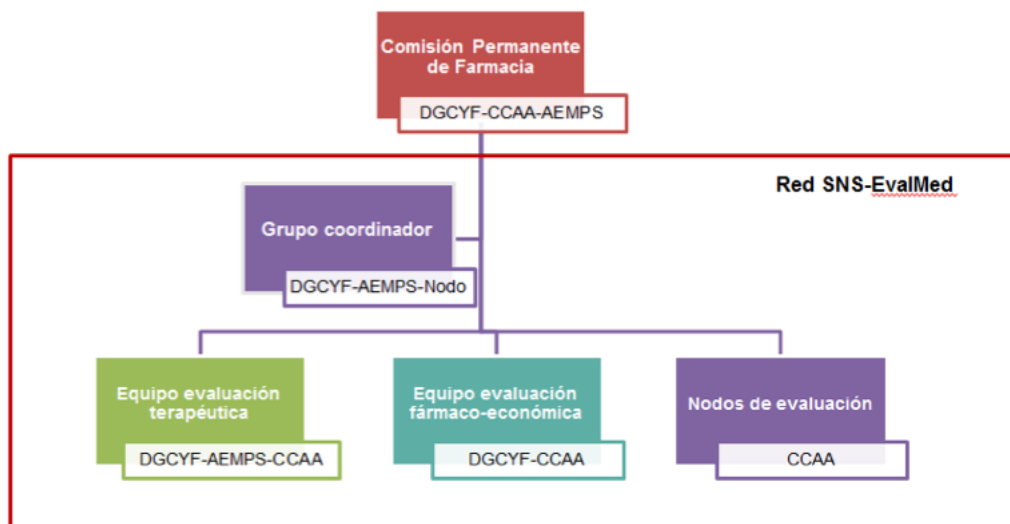 Comisión Permanente
de Farmacia
DGCYF-CCAA-AEMPS
Red SNS-EvalMed
Grupo coordinador
DGCYF-AEMPS-Nodo
Equipo evaluación
terapéutica
DGCYF-AEMPS-CCAA
Equipo evaluación
fármaco-económica
DGCYF-CCAA
Nodos de evaluación
CCAA